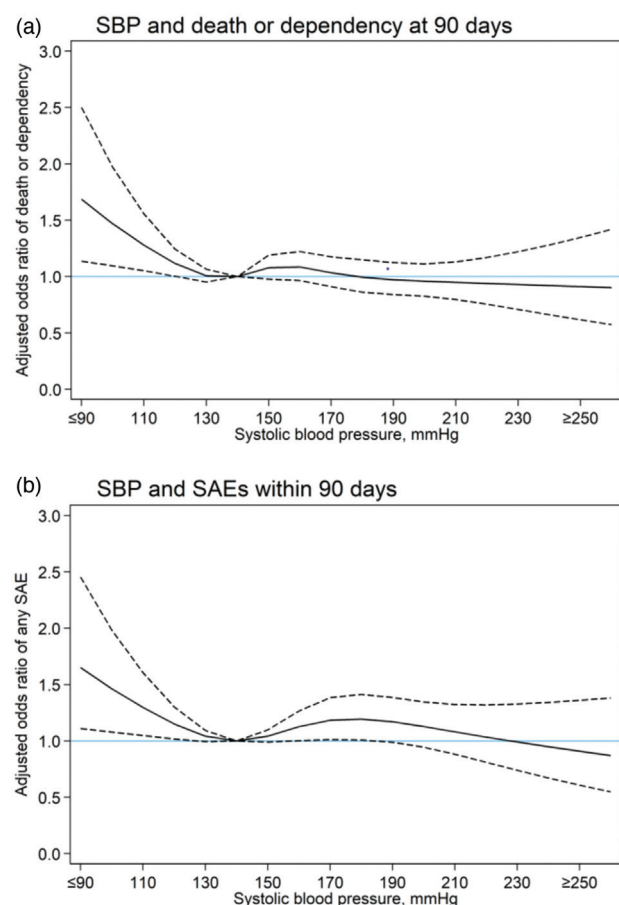 (a)
SBP and death or dependency at 90 days
Adjusted odds ratio of death or dependency
3.0
2.5
2.0
1.5
1.0
0.5
0.0
≤90 110 130 150 170 190 210 230 ≥250
Systolic blood pressure, mmHg
(b)
SBP and SAEs within 90 days
Adjusted odds ratio of any SAE
3.0
2.5
2.0
1.5
1.0
0.5
0.0
≤90 110 130 150 170 190 210 230 ≥250
Systolic blood pressure, mmHg